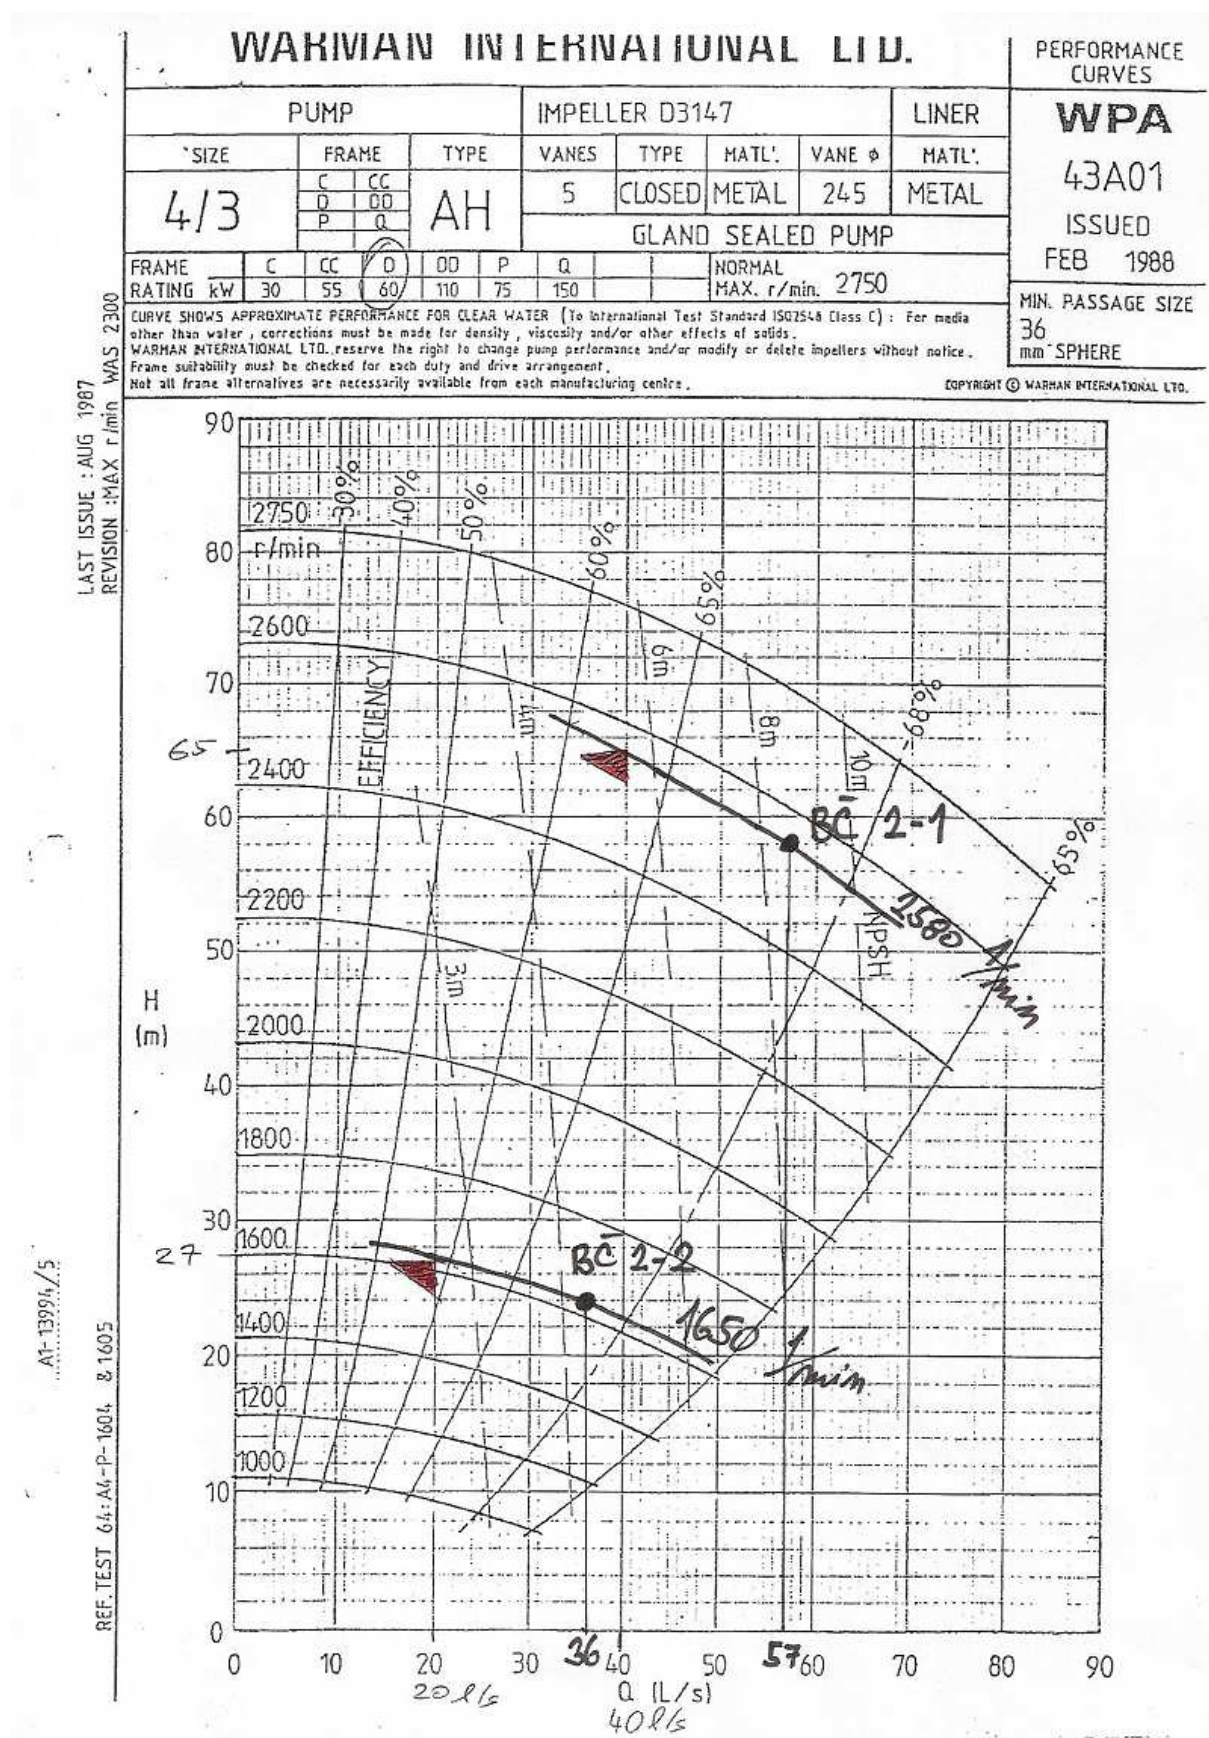 WARMAN INTERNATIONAL LTD.
PERFORMANCE
CURVES
PUMP
IMPELLER D3147
LINER
WPA
SIZE
FRAME
TYPE
VANES
TYPE
MATL'.
VANE ϕ
MATL'.
4/3
C CC
D DD
P Q
AH
5
CLOSED
METAL
245
METAL
43A01
GLAND SEALED PUMP
ISSUED
FEB 1988
FRAME C CC D DD P Q
RATING kW 30 55 60 110 75 150
NORMAL
MAX. r/min. 2750
MIN. PASSAGE SIZE
36
mm SPHERE
CURVE SHOWS APPROXIMATE PERFORMANCE FOR CLEAR WATER (To International Test Standard ISO2548 Class C) : For media
other than water, corrections must be made for density, viscosity and/or other effects of solids.
WARMAN INTERNATIONAL LTD. reserve the right to change pump performance and/or modify or delete impellers without notice.
Frame suitability must be checked for each duty and drive arrangement.
Not all frame alternatives are necessarily available from each manufacturing centre.
COPYRIGHT © WARMAN INTERNATIONAL LTD.
LAST ISSUE : AUG 1987
REVISION : MAX r/min WAS 2300
90
30%
40%
50%
60%
65%
2750
r/min
80
2600
6m
68%
70
EFFICIENCY
4m
8m
65
2400
10m
60
BČ 2-1
65%
2200
2580 1/min
NPSH
50
3m
H
(m)
2000
40
1800
30
1600
27
BČ 2-2
1650 1/min
1400
20
1200
1000
10
0
0 10 20 30 36 40 50 57 60 70 80 90
20 l/s
Q (L/s)
40 l/s
A1-13994/5
REF. TEST 64: A4-P-1604 & 1605